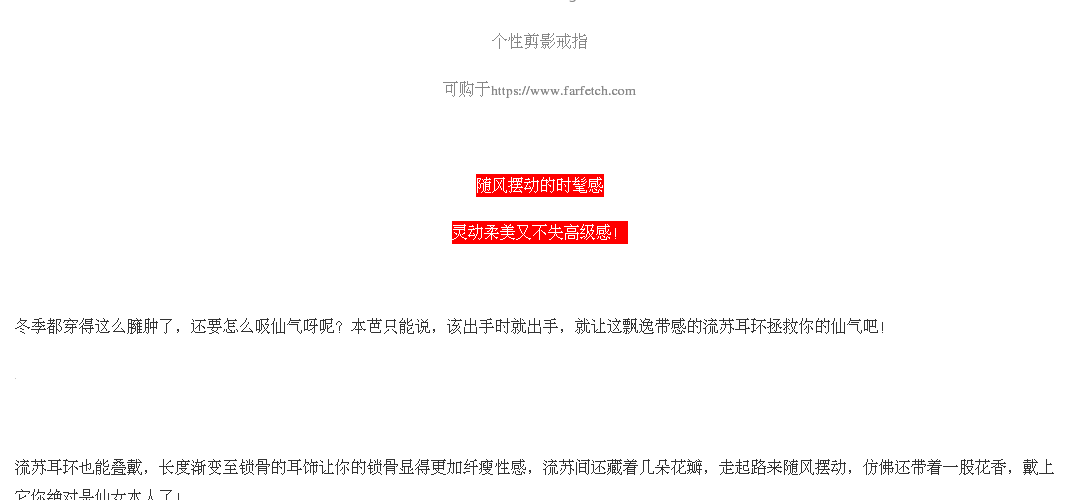 个性剪影戒指
可购于https://www.farfetch.com
随风摆动的时髦感
灵动柔美又不失高级感！
冬季都穿得这么臃肿了，还要怎么吸仙气呀呢？本芭只能说，该出手时就出手，就让这飘逸带感的流苏耳环拯救你的仙气吧！
流苏耳环也能叠戴，长度渐变至锁骨的耳饰让你的锁骨显得更加纤瘦性感，流苏间还藏着几朵花瓣，走起路来随风摆动，仿佛还带着一股花香，戴上
它你绝对是仙女本人了！